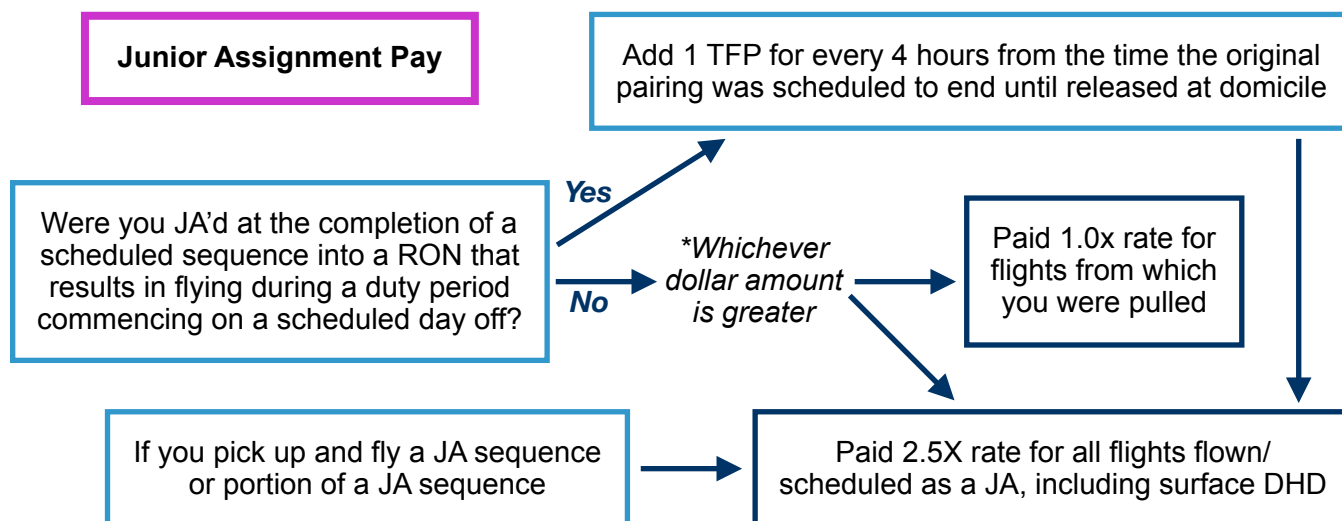 Junior Assignment Pay
Add 1 TFP for every 4 hours from the time the original
pairing was scheduled to end until released at domicile
Were you JA’d at the completion of a
scheduled sequence into a RON that
results in flying during a duty period
commencing on a scheduled day off?
Yes
No
*Whichever
dollar amount
is greater
Paid 1.0x rate for
flights from which
you were pulled
If you pick up and fly a JA sequence
or portion of a JA sequence
Paid 2.5X rate for all flights flown/
scheduled as a JA, including surface DHD